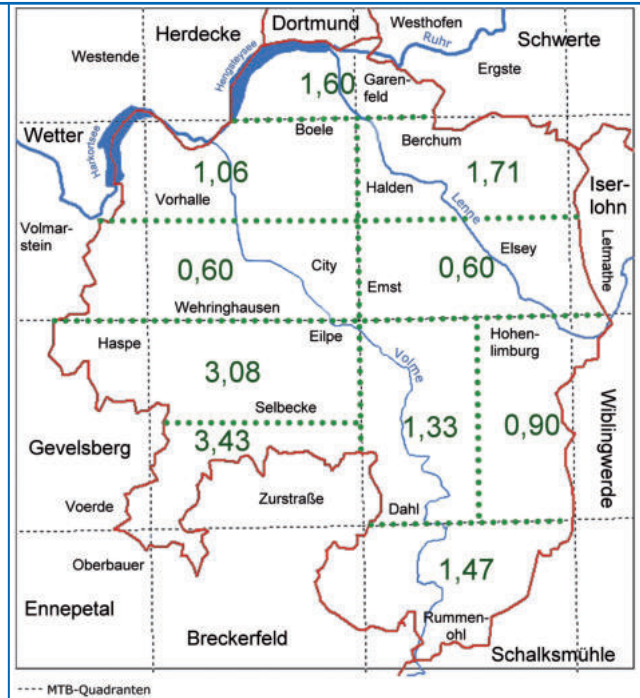 Herdecke
Dortmund
Westhofen
Ruhr
Schwerte
Westende
Hengsteysee
1,60
Garen-
feld
Ergste
Wetter
Harkortsee
Boele
Berchum
1,06
1,71
Halden
Iser-
lohn
Vorhalle
Lenne
Volmar-
stein
Letmathe
0,60
City
Elsey
0,60
Emst
Wehringhausen
Haspe
Eilpe
Hohen-
limburg
Volme
3,08
Selbecke
1,33
0,90
Wiblingwerde
Gevelsberg
3,43
Voerde
Zurstraße
Dahl
Oberbauer
1,47
Ennepetal
Breckerfeld
Rummen-
ohl
Schalksmühle
---- MTB-Quadranten